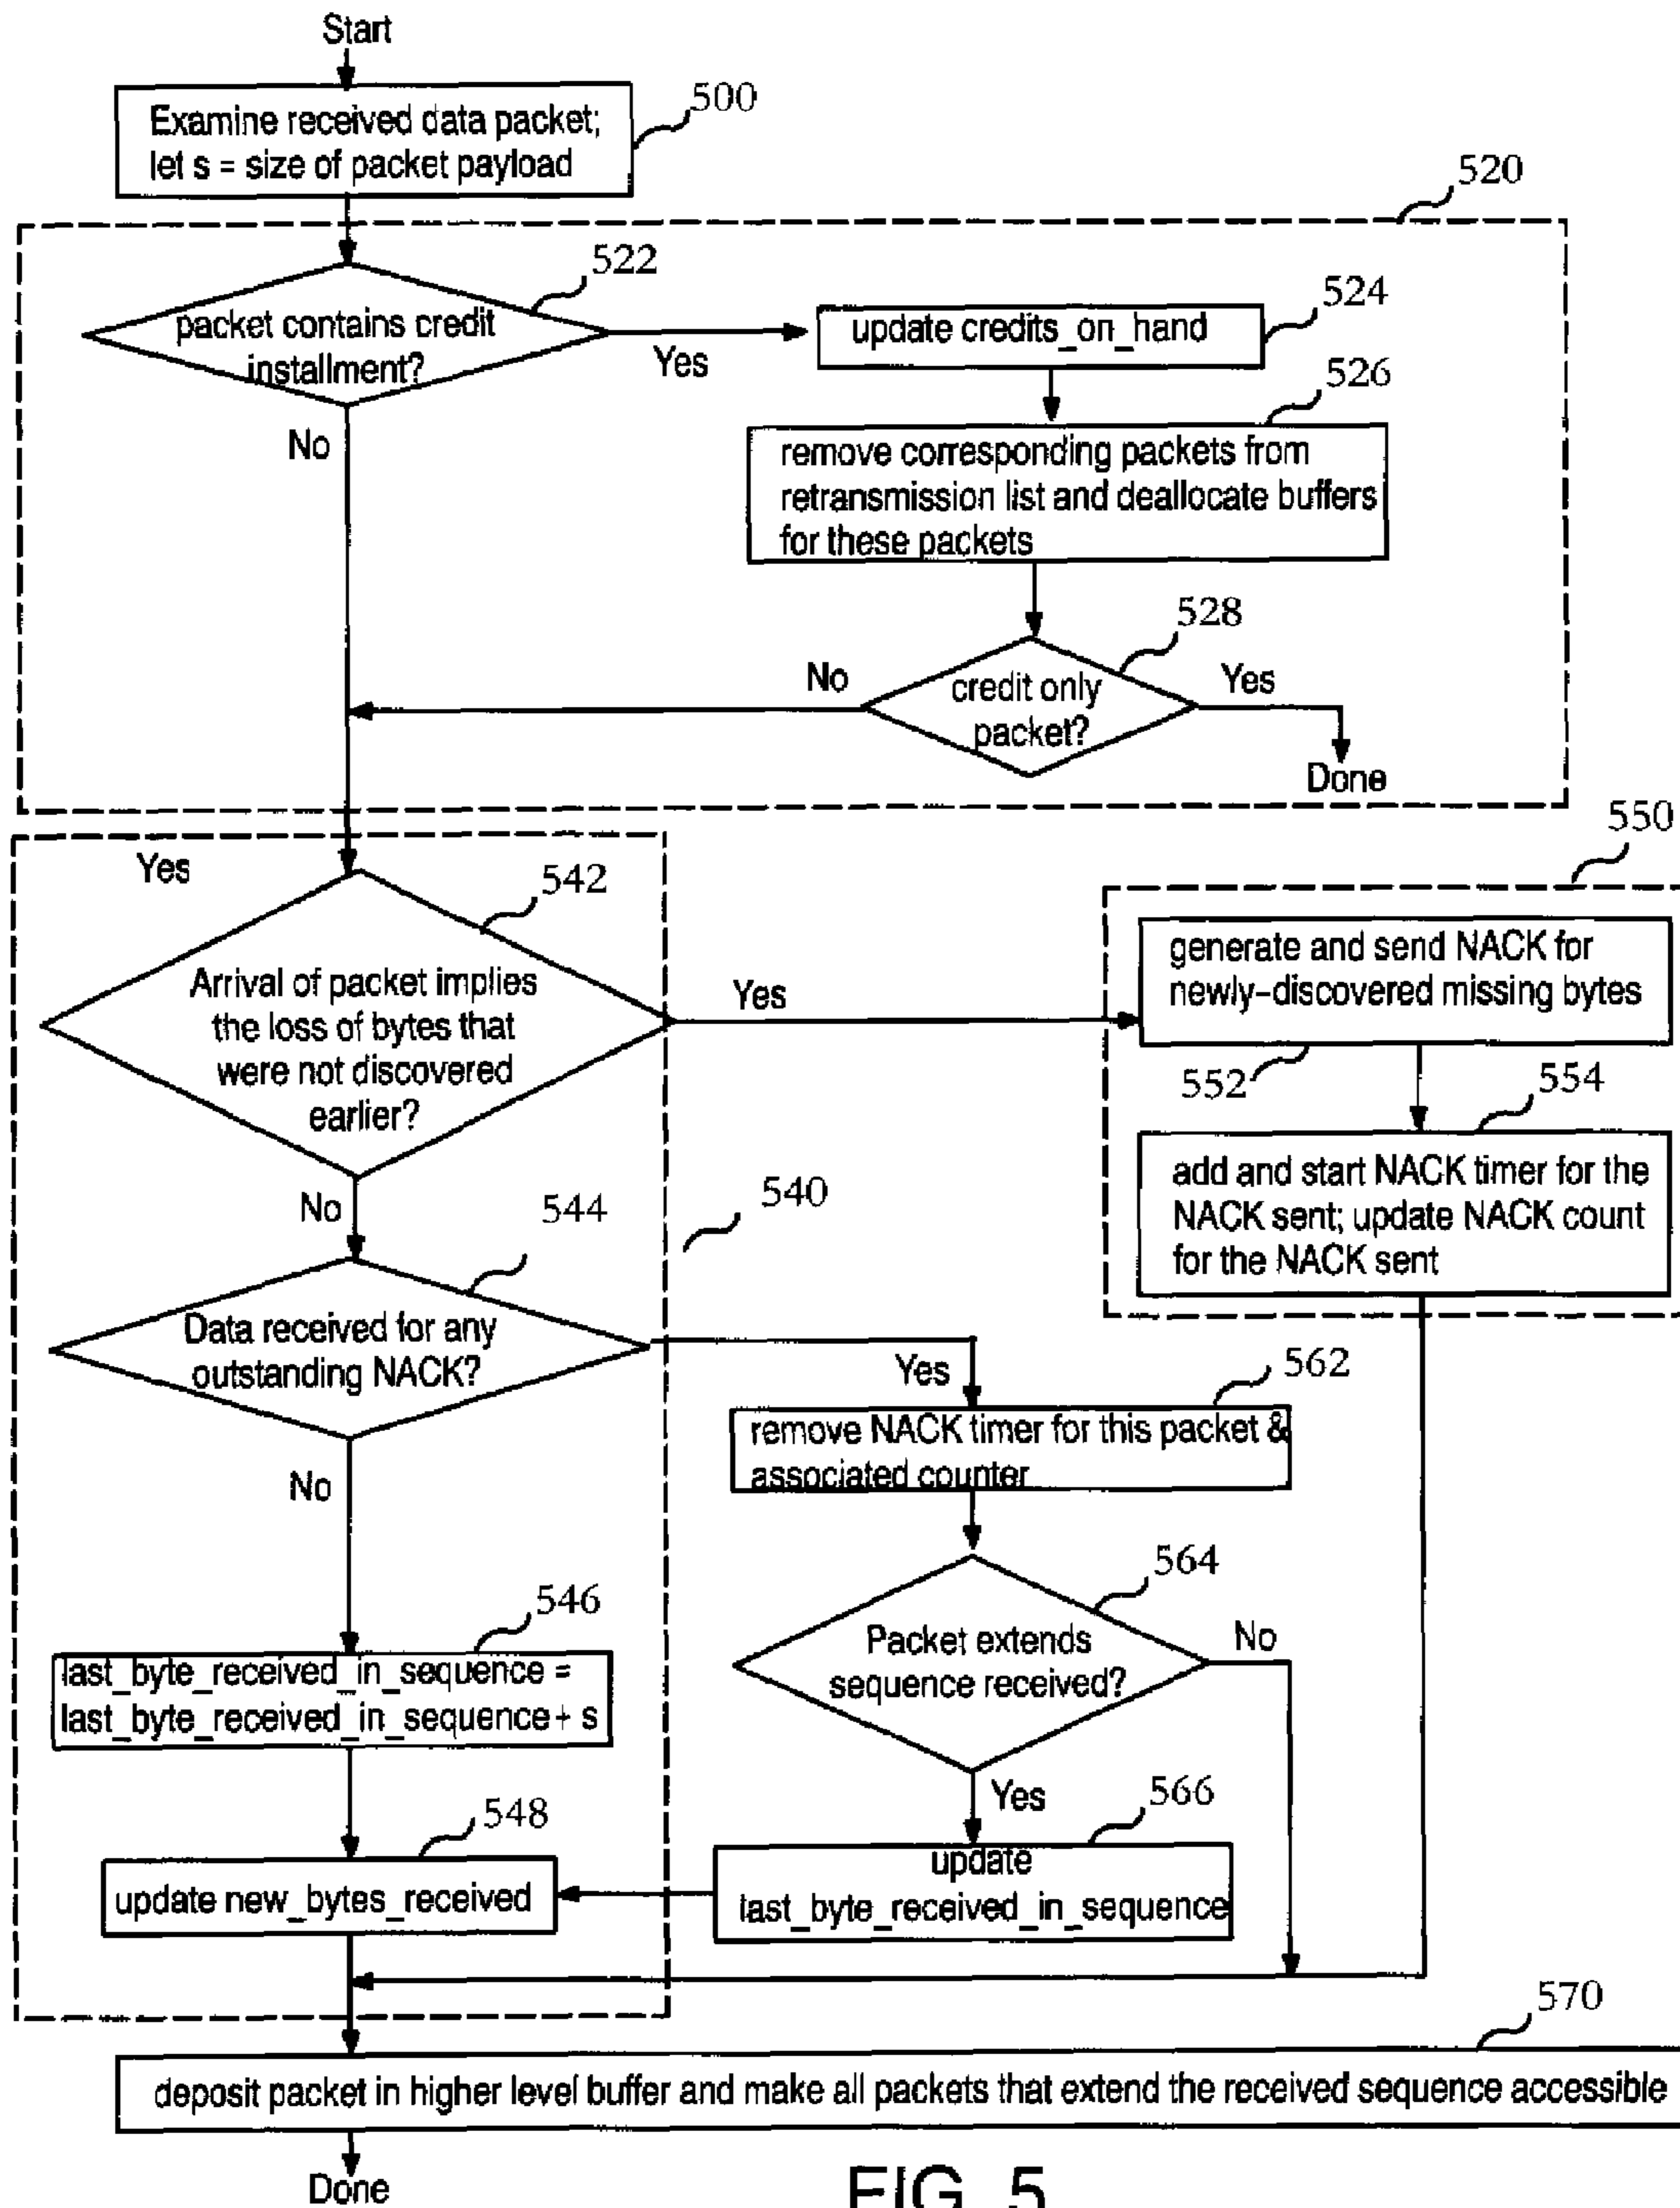 Start
Examine received data packet;
let s = size of packet payload
500
520
522
packet contains credit
installment?
Yes
No
524
update credits_on_hand
526
remove corresponding packets from
retransmission list and deallocate buffers
for these packets
528
No
credit only
packet?
Yes
Done
550
Yes
542
Arrival of packet implies
the loss of bytes that
were not discovered
earlier?
Yes
generate and send NACK for
newly-discovered missing bytes
552
554
add and start NACK timer for the
NACK sent; update NACK count
for the NACK sent
No
544
540
Data received for any
outstanding NACK?
Yes
562
remove NACK timer for this packet &
associated counter
No
564
Packet extends
sequence received?
No
546
last_byte_received_in_sequence =
last_byte_received_in_sequence+ s
Yes
566
update
last_byte_received_in_sequence
548
update new_bytes_received
570
deposit packet in higher level buffer and make all packets that extend the received sequence accessible
Done
FIG. 5